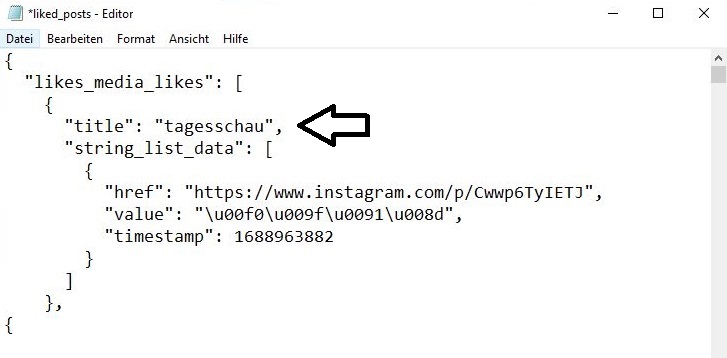 *liked_posts - Editor
Datei Bearbeiten Format Ansicht Hilfe
{
"likes_media_likes": [
{
"title": "tagesschau",
"string_list_data": [
{
"href": "https://www.instagram.com/p/Cwwp6TyIETJ",
"value": "\u00f0\u009f\u0091\u008d",
"timestamp": 1688963882
}
]
},
{